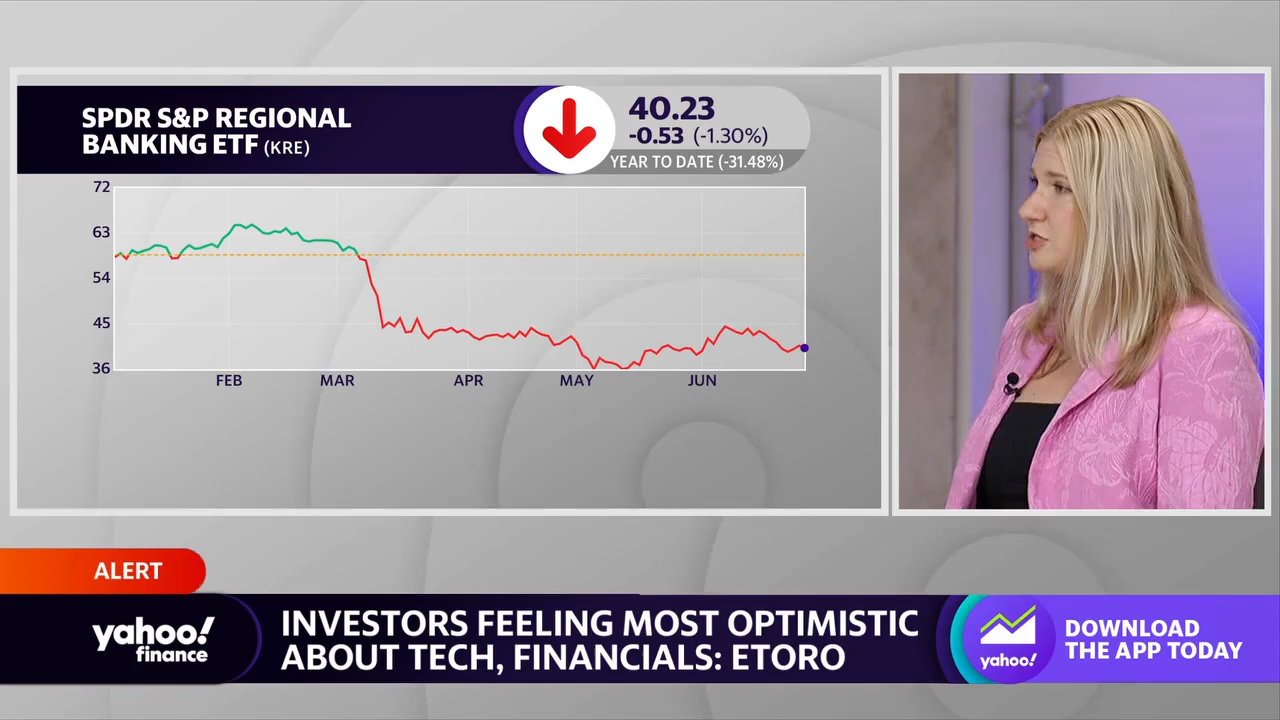 SPDR S&P REGIONAL
BANKING ETF (KRE)
40.23
-0.53 (-1.30%)
YEAR TO DATE (-31.48%)
72
63
54
45
36
FEB MAR APR MAY JUN
ALERT
yahoo!
finance
INVESTORS FEELING MOST OPTIMISTIC
ABOUT TECH, FINANCIALS: ETORO
yahoo!
DOWNLOAD
THE APP TODAY